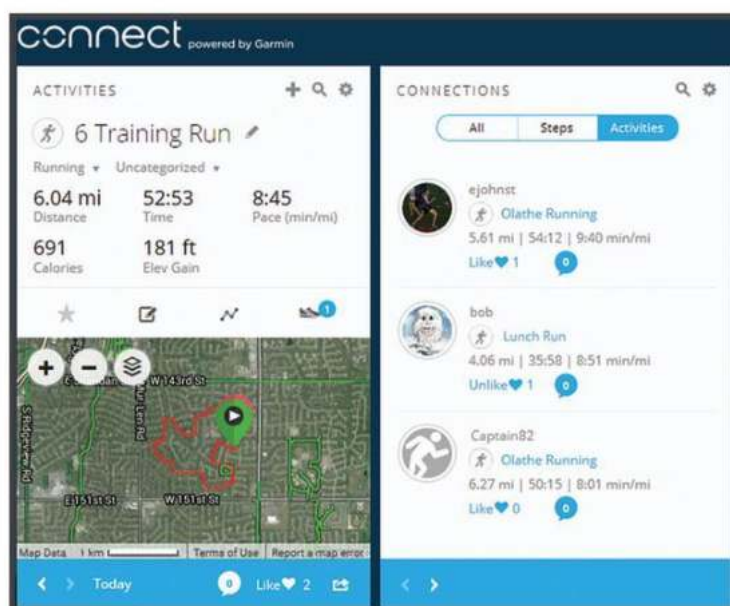 connect powered by Garmin
ACTIVITIES
6 Training Run
Running Uncategorized
6.04 mi 52:53 8:45
Distance Time Pace (min/mi)
691 181 ft
Calories Elev Gain
1
W 143rd St
S Ridgeview Rd
Mur Len Rd
E 151st St W 151st St
Map Data 1 km Terms of Use Report a map error
Today 0 Like 2
CONNECTIONS
All Steps Activities
ejohnst
Olathe Running
5.61 mi | 54:12 | 9:40 min/mi
Like 1 0
bob
Lunch Run
4.06 mi | 35:58 | 8:51 min/mi
Unlike 1 0
Captain82
Olathe Running
6.27 mi | 50:15 | 8:01 min/mi
Like 0 0